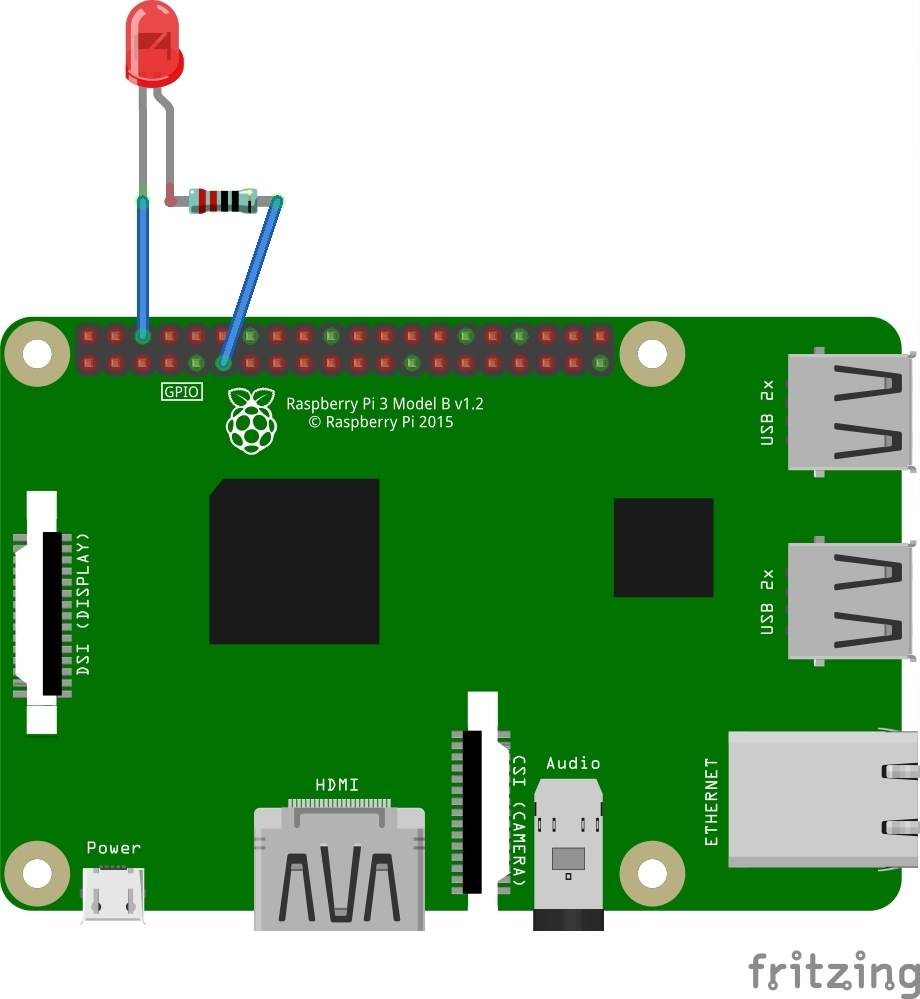 GPIO
Raspberry Pi 3 Model B v1.2
© Raspberry Pi 2015
USB 2x
DSI (DISPLAY)
USB 2x
CSI (CAMERA)
Audio
ETHERNET
HDMI
Power
fritzing